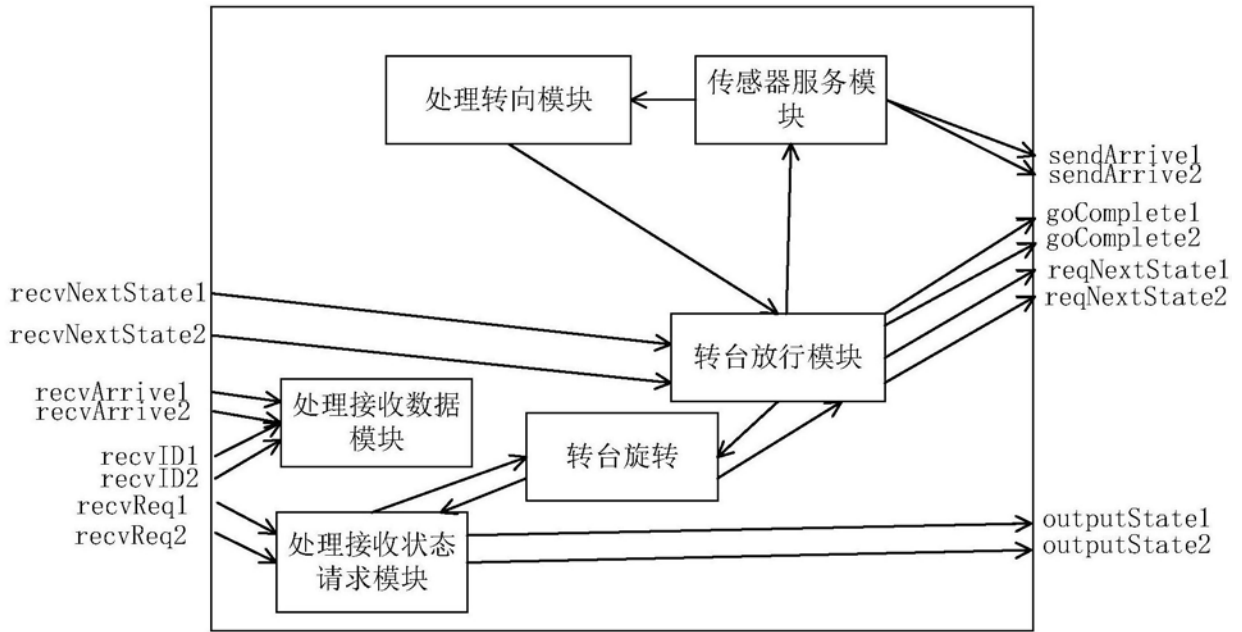 处理转向模块
传感器服务模
块
sendArrive1
sendArrive2
goComplete1
goComplete2
reqNextState1
reqNextState2
recvNextState1
recvNextState2
转台放行模块
recvArrive1
recvArrive2
处理接收数据
模块
recvID1
recvID2
转台旋转
recvReq1
recvReq2
处理接收状态
请求模块
outputState1
outputState2